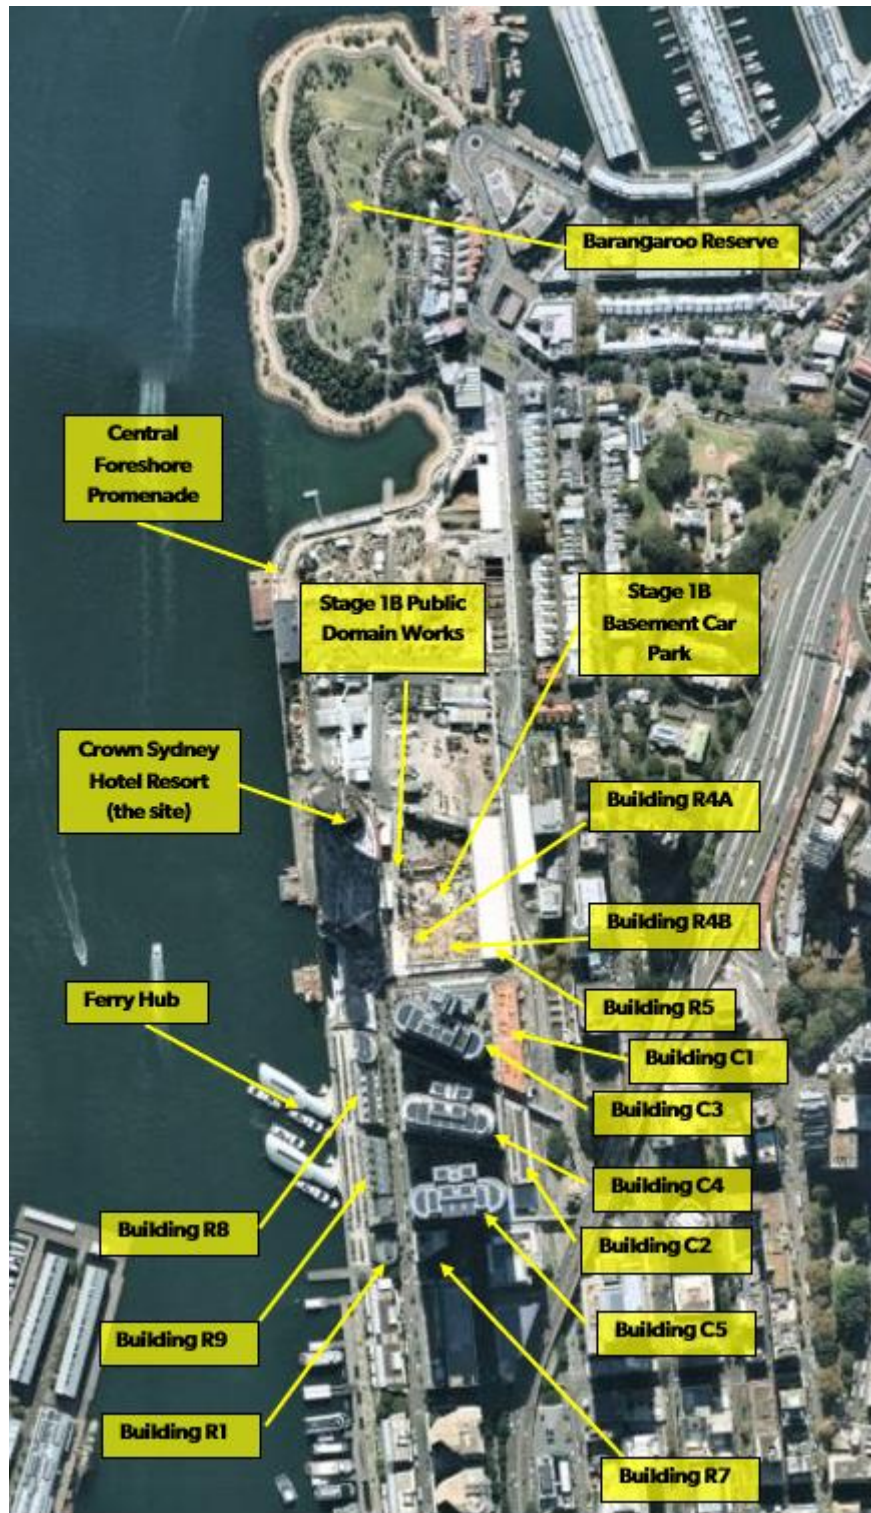 Barangaroo Reserve
Central
Foreshore
Promenade
Stage 1B Public
Domain Works
Stage 1B
Basement Car
Park
Crown Sydney
Hotel Resort
(the site)
Building R4A
Building R4B
Ferry Hub
Building R5
Building C1
Building C3
Building C4
Building R8
Building C2
Building R9
Building C5
Building R1
Building R7